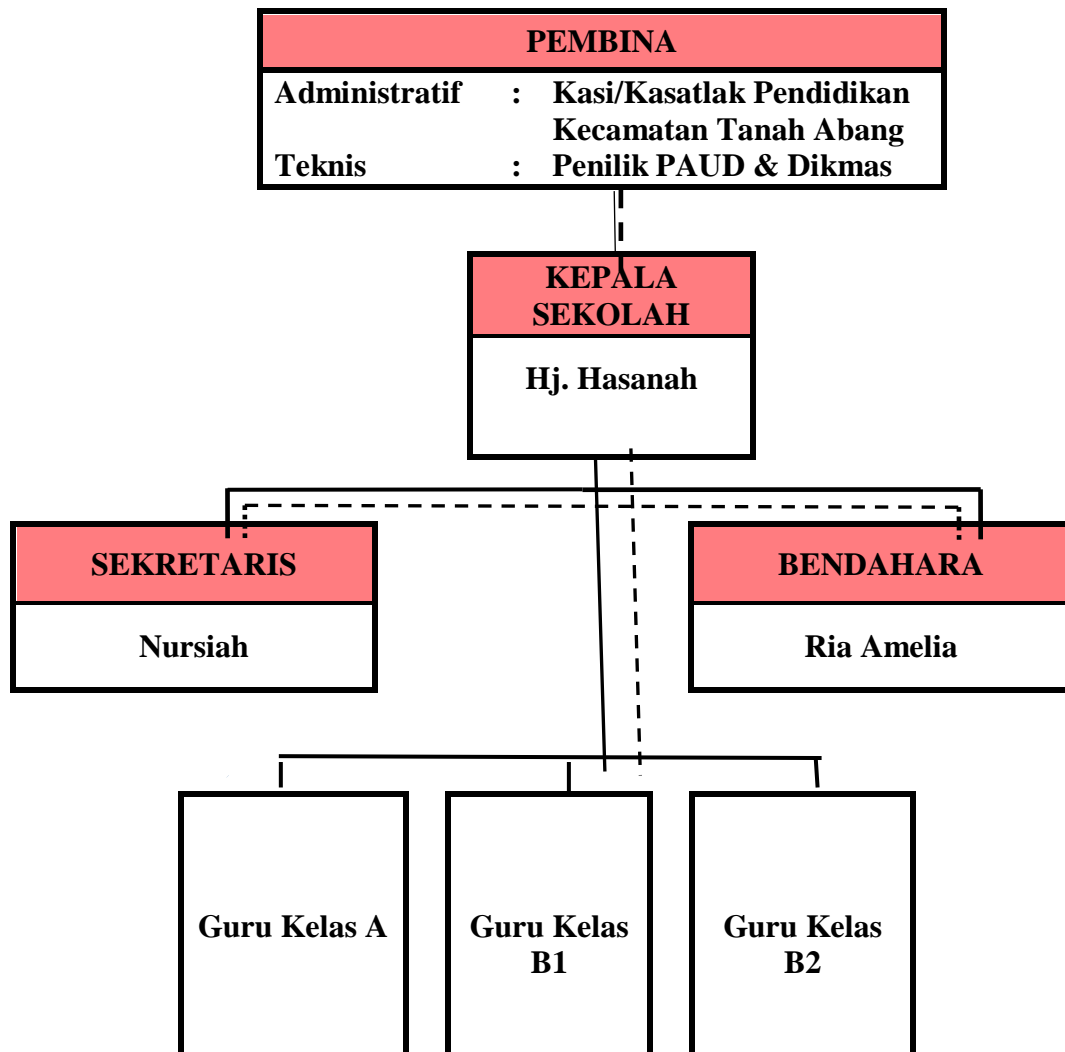 PEMBINA
Administratif : Kasi/Kasatlak Pendidikan
Kecamatan Tanah Abang
Teknis : Penilik PAUD & Dikmas
KEPALA
SEKOLAH
Hj. Hasanah
SEKRETARIS
Nursiah
BENDAHARA
Ria Amelia
Guru Kelas A
Guru Kelas
B1
Guru Kelas
B2